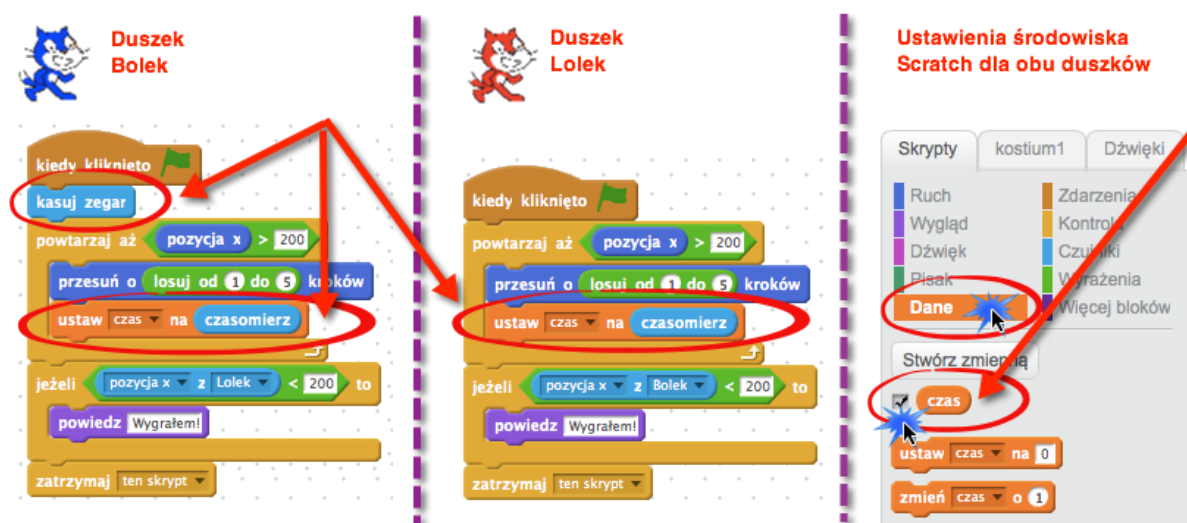 Duszek
Bolek
kiedy kliknięto
kasuj zegar
powtarzaj aż pozycja x > 200
przesuń o losuj od 1 do 5 kroków
ustaw czas na czasomierz
jeżeli pozycja x z Lolek < 200 to
powiedz Wygrałem!
zatrzymaj ten skrypt
Duszek
Lolek
kiedy kliknięto
powtarzaj aż pozycja x > 200
przesuń o losuj od 1 do 5 kroków
ustaw czas na czasomierz
jeżeli pozycja x z Bolek < 200 to
powiedz Wygrałem!
zatrzymaj ten skrypt
Ustawienia środowiska
Scratch dla obu duszków
Skrypty kostium1 Dźwięki
Ruch Zdarzenia
Wygląd Kontrola
Dźwięk Czujniki
Pisak Wyrażenia
Dane Więcej bloków
Stwórz zmienną
czas
ustaw czas na 0
zmień czas o 1